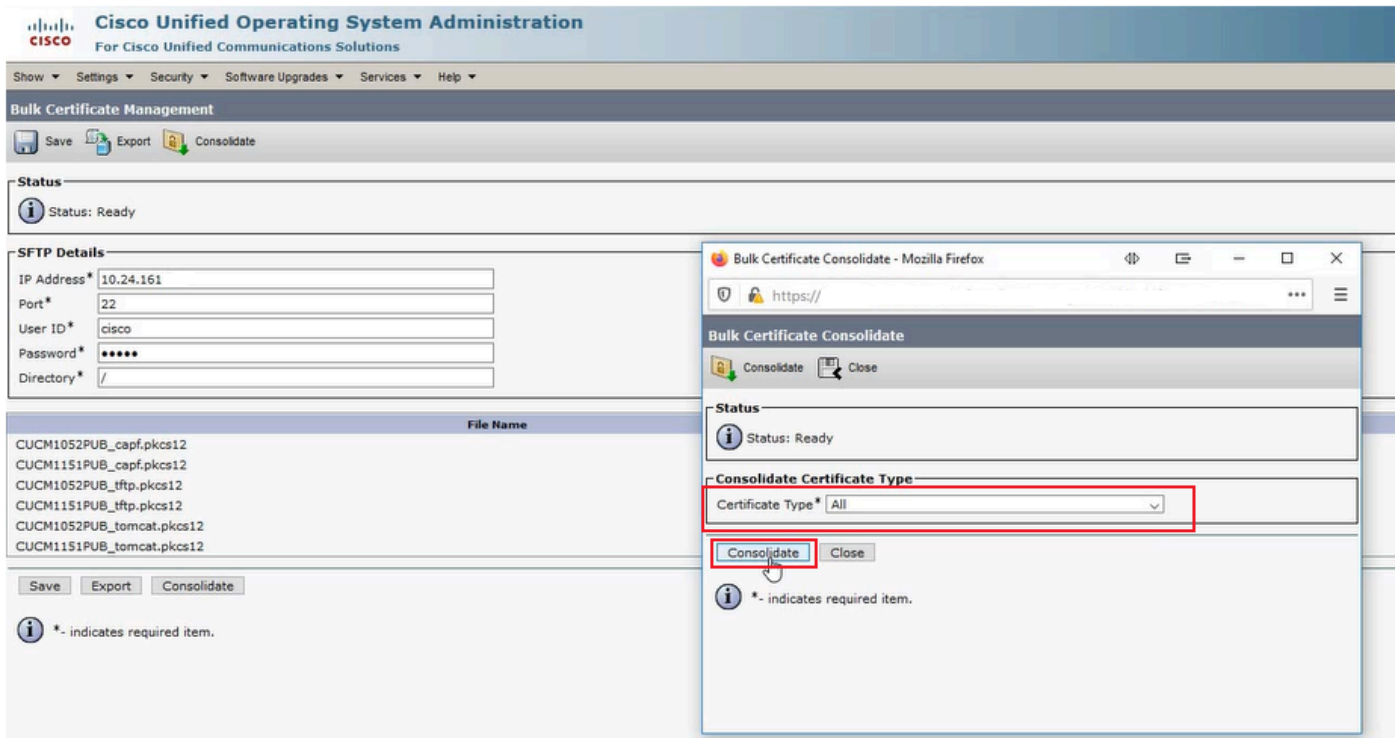 CISCO
Cisco Unified Operating System Administration
For Cisco Unified Communications Solutions
Show Settings Security Software Upgrades Services Help
Bulk Certificate Management
Save Export Consolidate
Status
Status: Ready
SFTP Details
IP Address* 10.24.161
Port* 22
User ID* cisco
Password* •••••
Directory* /
File Name
CUCM1052PUB_capf.pkcs12
CUCM1151PUB_capf.pkcs12
CUCM1052PUB_tftp.pkcs12
CUCM1151PUB_tftp.pkcs12
CUCM1052PUB_tomcat.pkcs12
CUCM1151PUB_tomcat.pkcs12
Save Export Consolidate
*- indicates required item.
Bulk Certificate Consolidate - Mozilla Firefox
https://
Bulk Certificate Consolidate
Consolidate Close
Status
Status: Ready
Consolidate Certificate Type
Certificate Type* All
Consolidate Close
*- indicates required item.